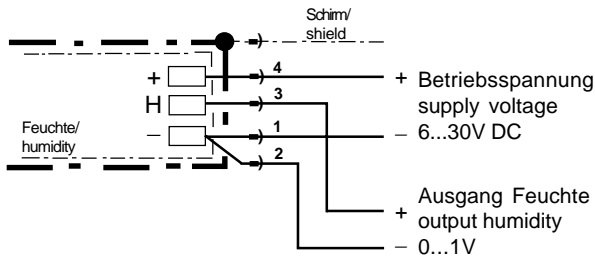 Schirm/
shield
+ 4 + Betriebsspannung
H 3 supply voltage
– 1 – 6...30V DC
Feuchte/
humidity
2
Ausgang Feuchte
+ output humidity
– 0...1V